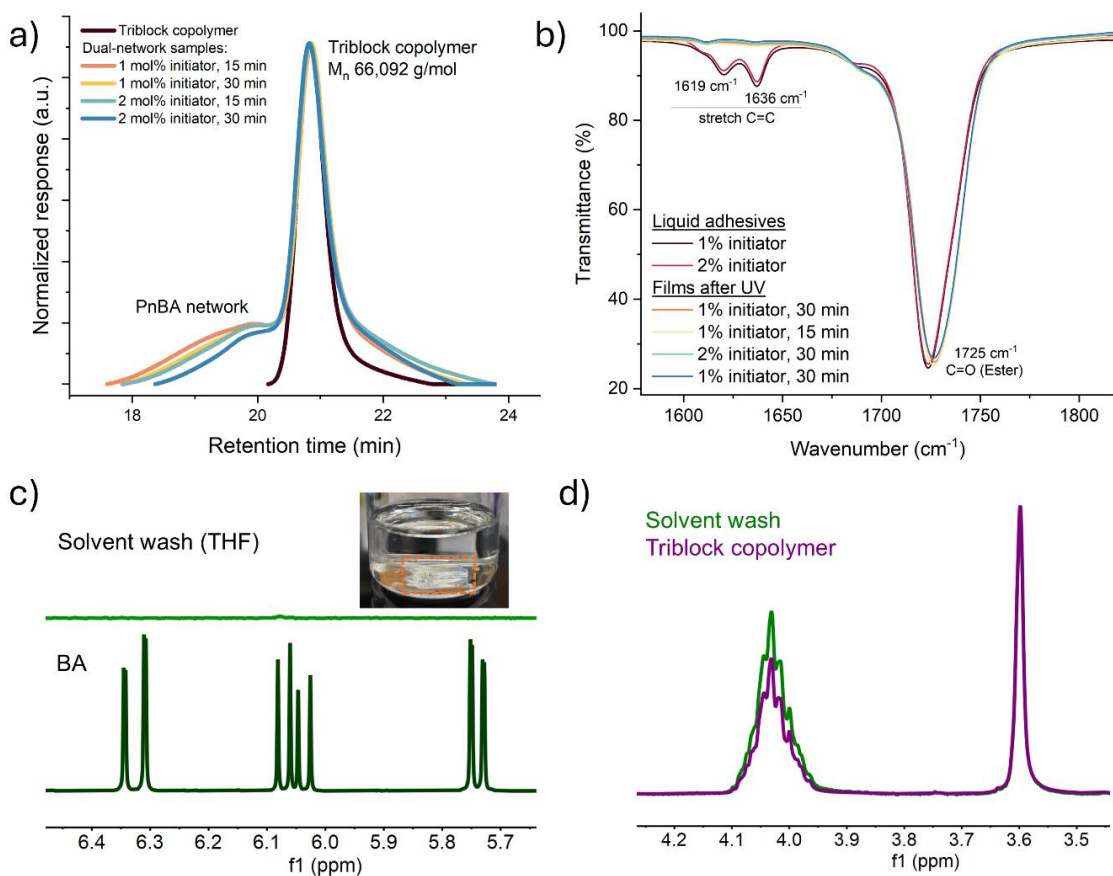 a)
Triblock copolymer
Dual-network samples:
1 mol% initiator, 15 min
1 mol% initiator, 30 min
2 mol% initiator, 15 min
2 mol% initiator, 30 min
Triblock copolymer
Mn 66,092 g/mol
PnBA network
Normalized response (a.u.)
18 20 22 24
Retention time (min)
b)
100
80
60
40
20
Transmittance (%)
1619 cm-1
1636 cm-1
stretch C=C
Liquid adhesives
1% initiator
2% initiator
Films after UV
1% initiator, 30 min
1% initiator, 15 min
2% initiator, 30 min
1% initiator, 30 min
1725 cm-1
C=O (Ester)
1600 1650 1700 1750 1800
Wavenumber (cm-1)
c)
Solvent wash (THF)
BA
6.4 6.3 6.2 6.1 6.0 5.9 5.8 5.7
f1 (ppm)
d)
Solvent wash
Triblock copolymer
4.2 4.1 4.0 3.9 3.8 3.7 3.6 3.5
f1 (ppm)